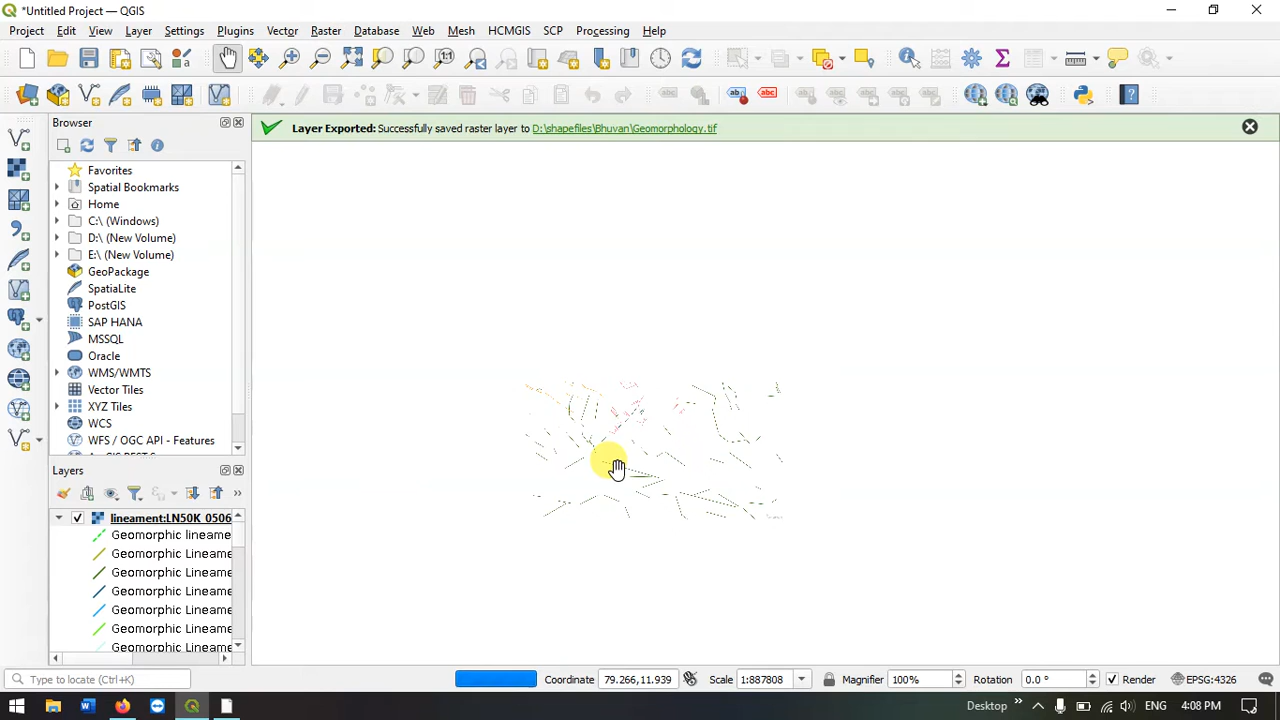 *Untitled Project — QGIS
Project Edit View Layer Settings Plugins Vector Raster Database Web Mesh HCMGIS SCP Processing Help
Browser
Layer Exported: Successfully saved raster layer to D:\shapefiles\Bhuvan\Geomorphology.tif
Favorites
Spatial Bookmarks
Home
C:\ (Windows)
D:\ (New Volume)
E:\ (New Volume)
GeoPackage
SpatiaLite
PostGIS
SAP HANA
MSSQL
Oracle
WMS/WMTS
Vector Tiles
XYZ Tiles
WCS
WFS / OGC API - Features
Layers
lineament:LN50K_0506
Geomorphic lineame
Geomorphic Lineame
Geomorphic Lineame
Geomorphic Lineame
Geomorphic Lineame
Geomorphic Lineame
Geomorphic Lineame
Type to locate (Ctrl+K)
Coordinate 79.266,11.939 Scale 1:887808 Magnifier 100% Rotation 0.0 ° Render EPSG:4326
Desktop ENG 4:08 PM